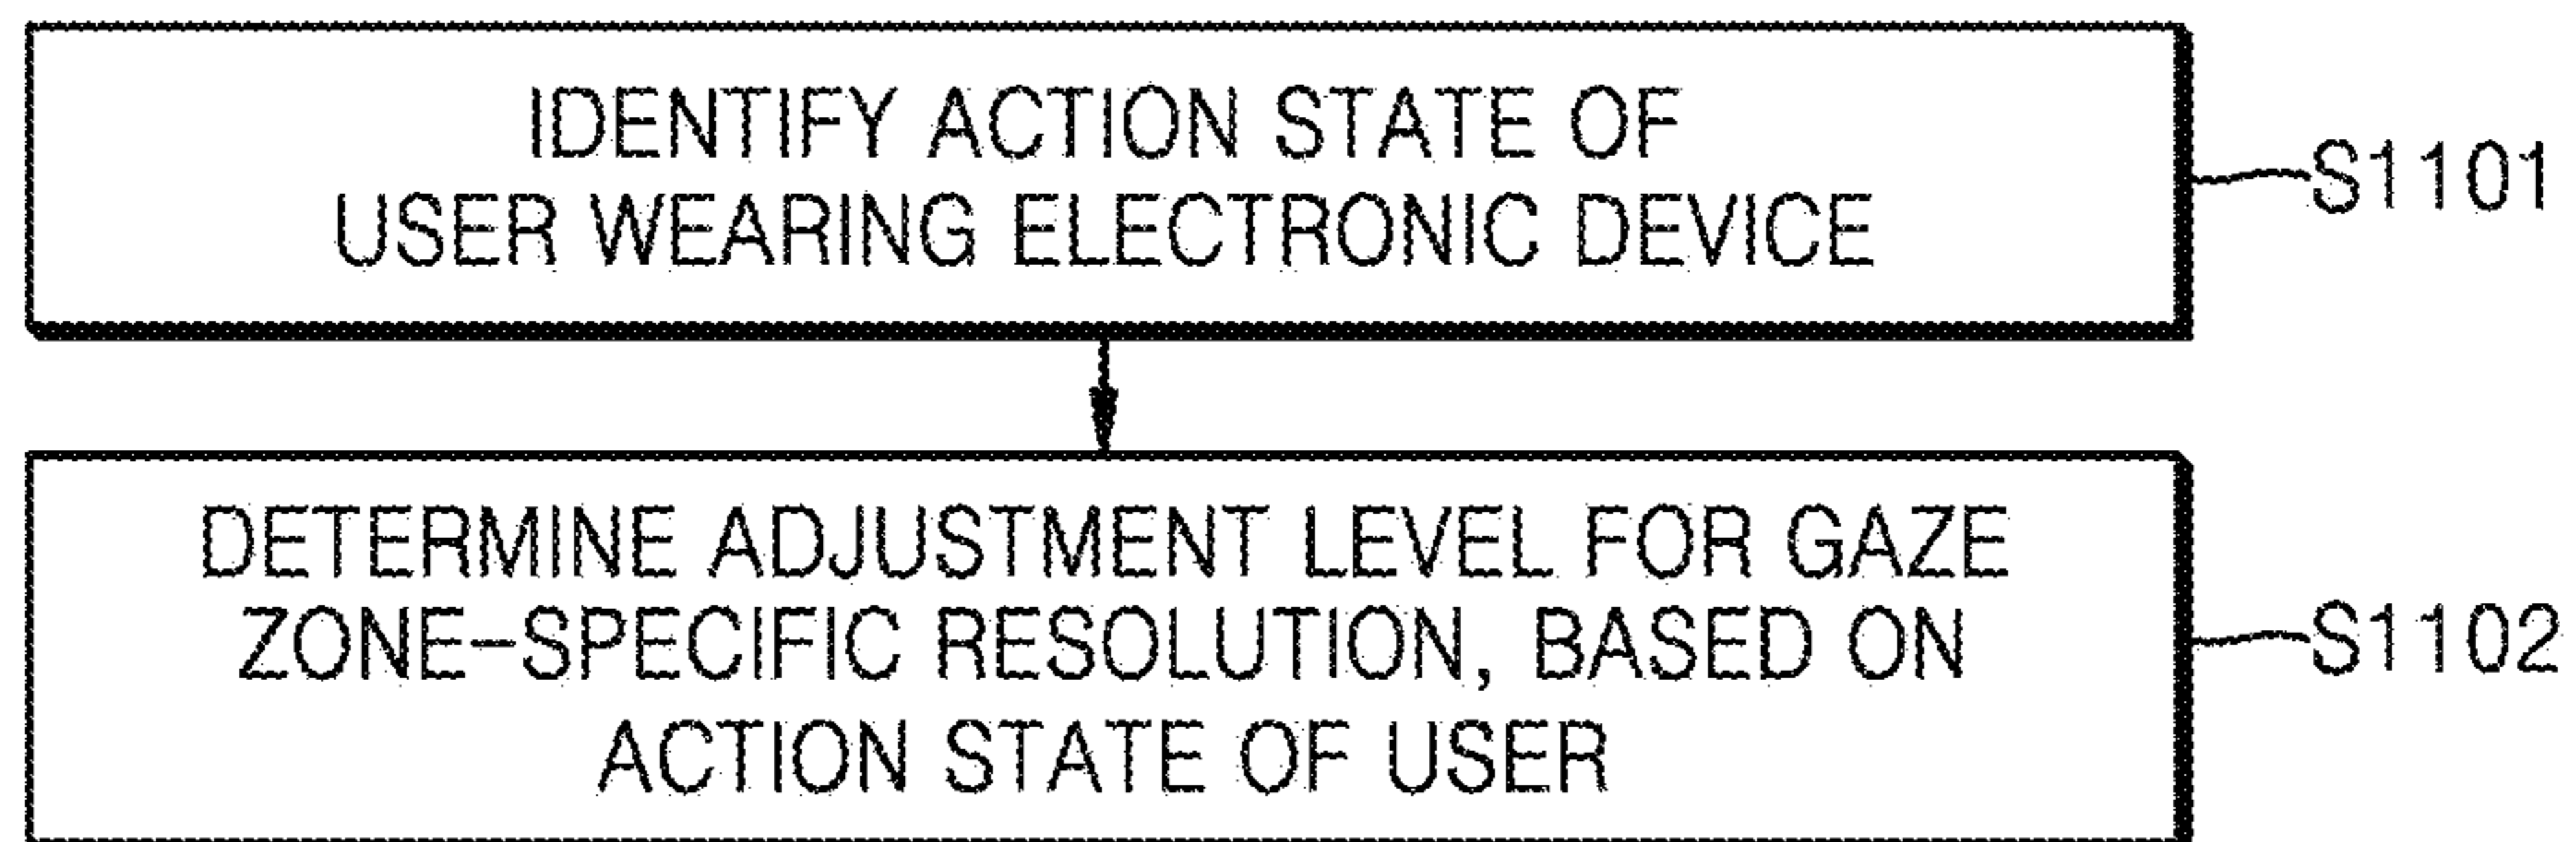 IDENTIFY ACTION STATE OF
USER WEARING ELECTRONIC DEVICE
S1101
DETERMINE ADJUSTMENT LEVEL FOR GAZE
ZONE-SPECIFIC RESOLUTION, BASED ON
ACTION STATE OF USER
S1102